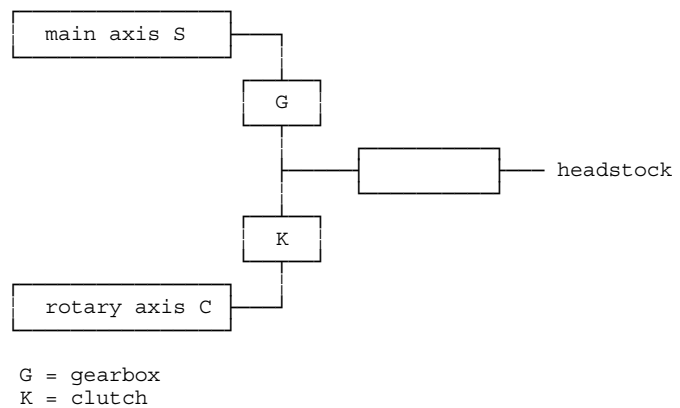 main axis S
G
headstock
K
rotary axis C
G = gearbox
K = clutch